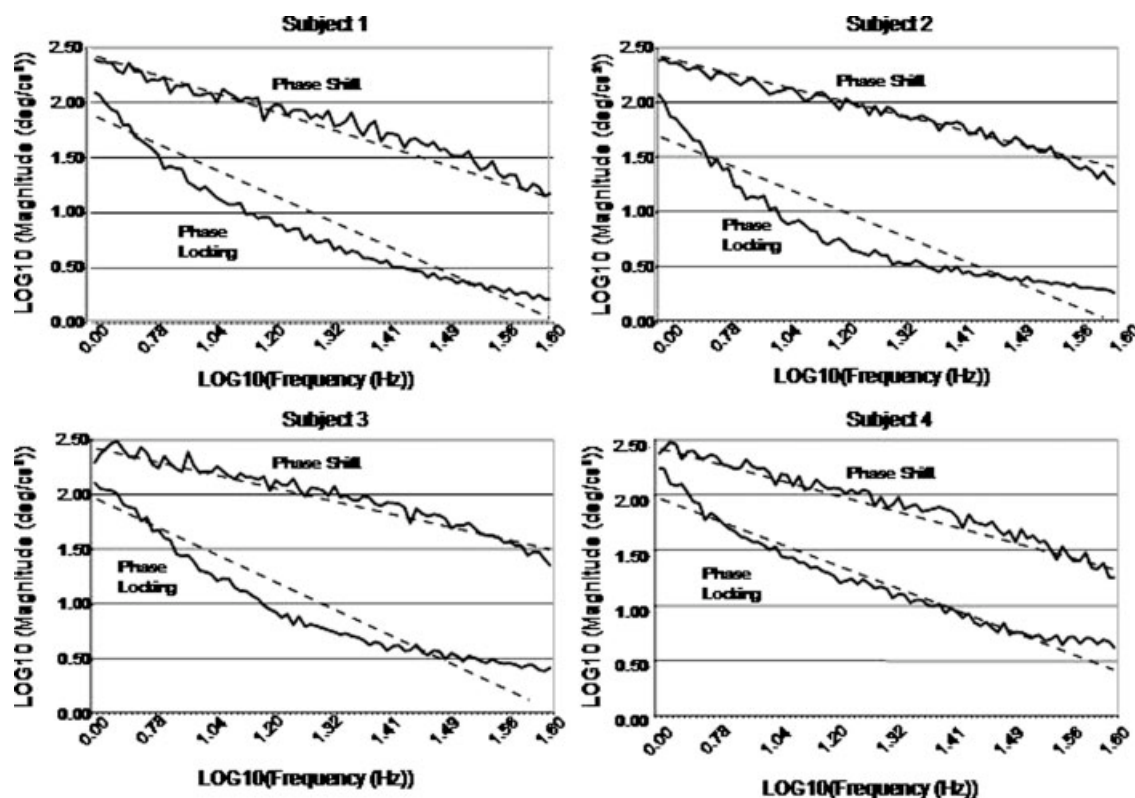 Subject 1
LOG10 (Magnitude (deg/cs²))
2.50
2.00
1.50
1.00
0.50
0.00
Phase Shift
Phase
Locking
0.00 0.78 1.04 1.20 1.32 1.41 1.49 1.56 1.60
LOG10(Frequency (Hz))
Subject 2
LOG10 (Magnitude (deg/cs²))
2.50
2.00
1.50
1.00
0.50
0.00
Phase Shift
Phase
Locking
0.00 0.78 1.04 1.20 1.32 1.41 1.49 1.56 1.60
LOG10(Frequency (Hz))
Subject 3
LOG10 (Magnitude (deg/cs²))
2.50
2.00
1.50
1.00
0.50
0.00
Phase Shift
Phase
Locking
0.00 0.78 1.04 1.20 1.32 1.41 1.49 1.56 1.60
LOG10(Frequency (Hz))
Subject 4
LOG10 (Magnitude (deg/cs²))
2.50
2.00
1.50
1.00
0.50
0.00
Phase Shift
Phase
Locking
0.00 0.78 1.04 1.20 1.32 1.41 1.49 1.56 1.60
LOG10(Frequency (Hz))